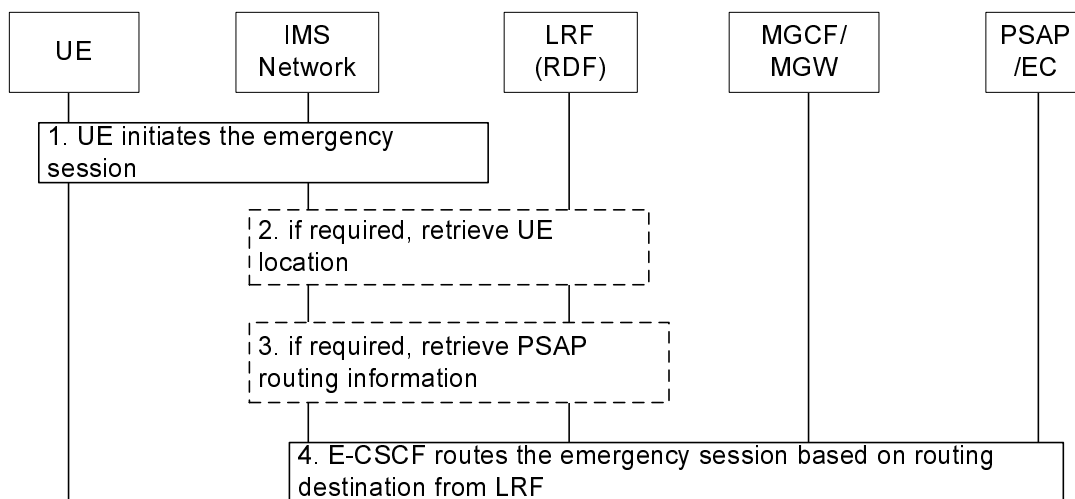 UE
IMS
Network
LRF
(RDF)
MGCF/
MGW
PSAP
/EC
1. UE initiates the emergency
session
2. if required, retrieve UE
location
3. if required, retrieve PSAP
routing information
4. E-CSCF routes the emergency session based on routing
destination from LRF